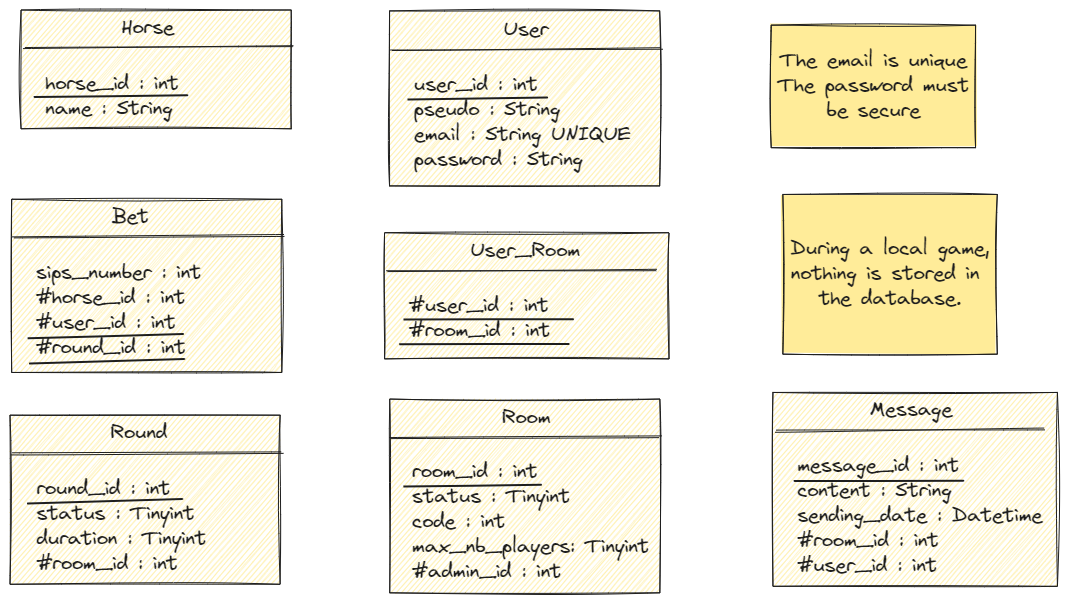 Horse
horse_id : int
name : String
User
user_id : int
pseudo : String
email : String UNIQUE
password : String
The email is unique
The password must
be secure
Bet
sips_number : int
#horse_id : int
#user_id : int
#round_id : int
User_Room
#user_id : int
#room_id : int
During a local game,
nothing is stored in
the database.
Round
round_id : int
status : Tinyint
duration : Tinyint
#room_id : int
Room
room_id : int
status : Tinyint
code : int
max_nb_players: Tinyint
#admin_id : int
Message
message_id : int
content : String
sending_date : Datetime
#room_id : int
#user_id : int